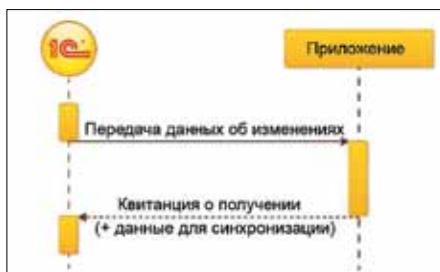 1С
Приложение
Передача данных об изменениях
Квитанция о получении
(+ данные для синхронизации)